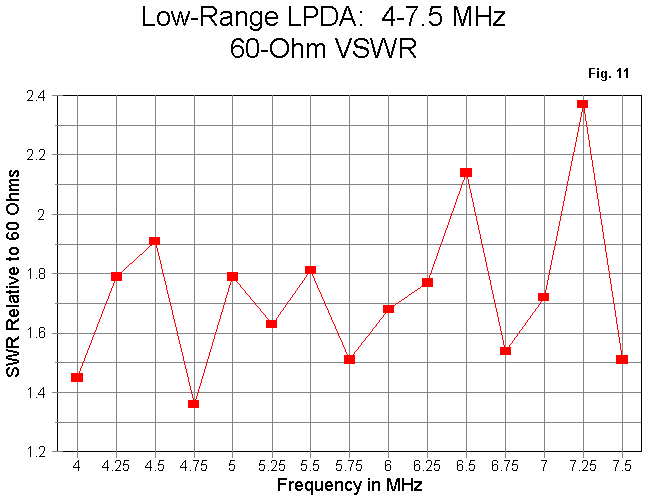 Low-Range LPDA: 4-7.5 MHz
60-Ohm VSWR
Fig. 11
SWR Relative to 60 Ohms
2.4
2.2
2
1.8
1.6
1.4
1.2
4 4.25 4.5 4.75 5 5.25 5.5 5.75 6 6.25 6.5 6.75 7 7.25 7.5
Frequency in MHz